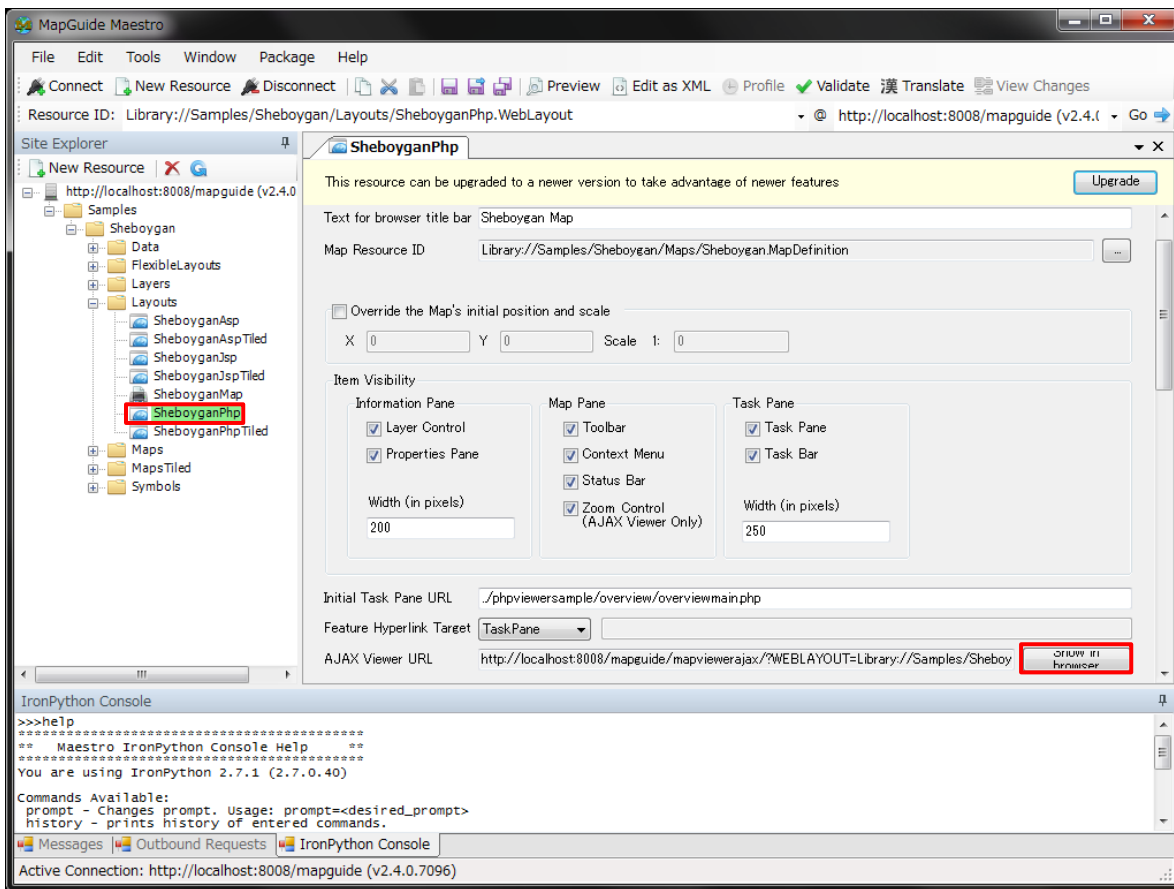 MapGuide Maestro
File Edit Tools Window Package Help
Connect New Resource Disconnect Preview Edit as XML Profile Validate 漢 Translate View Changes
Resource ID: Library://Samples/Sheboygan/Layouts/SheboyganPhp.WebLayout @ http://localhost:8008/mapguide (v2.4.( Go
Site Explorer
New Resource
http://localhost:8008/mapguide (v2.4.0
Samples
Sheboygan
Data
FlexibleLayouts
Layers
Layouts
SheboyganAsp
SheboyganAspTiled
SheboyganJsp
SheboyganJspTiled
SheboyganMap
SheboyganPhp
SheboyganPhpTiled
Maps
MapsTiled
Symbols
SheboyganPhp
This resource can be upgraded to a newer version to take advantage of newer features Upgrade
Text for browser title bar Sheboygan Map
Map Resource ID Library://Samples/Sheboygan/Maps/Sheboygan.MapDefinition ...
Override the Map's initial position and scale
X 0 Y 0 Scale 1: 0
Item Visibility
Information Pane Map Pane Task Pane
Layer Control Toolbar Task Pane
Properties Pane Context Menu Task Bar
Status Bar
Width (in pixels) Zoom Control Width (in pixels)
(AJAX Viewer Only)
200 250
Initial Task Pane URL ./phpviewersample/overview/overviewmain.php
Feature Hyperlink Target TaskPane
AJAX Viewer URL http://localhost:8008/mapguide/mapviewerajax/?WEBLAYOUT=Library://Samples/Sheboy Show in
browser
IronPython Console
>>>help
*******************************************
** Maestro IronPython Console Help **
*******************************************
You are using IronPython 2.7.1 (2.7.0.40)
Commands Available:
prompt - Changes prompt. Usage: prompt=<desired_prompt>
history - prints history of entered commands.
Messages Outbound Requests IronPython Console
Active Connection: http://localhost:8008/mapguide (v2.4.0.7096)